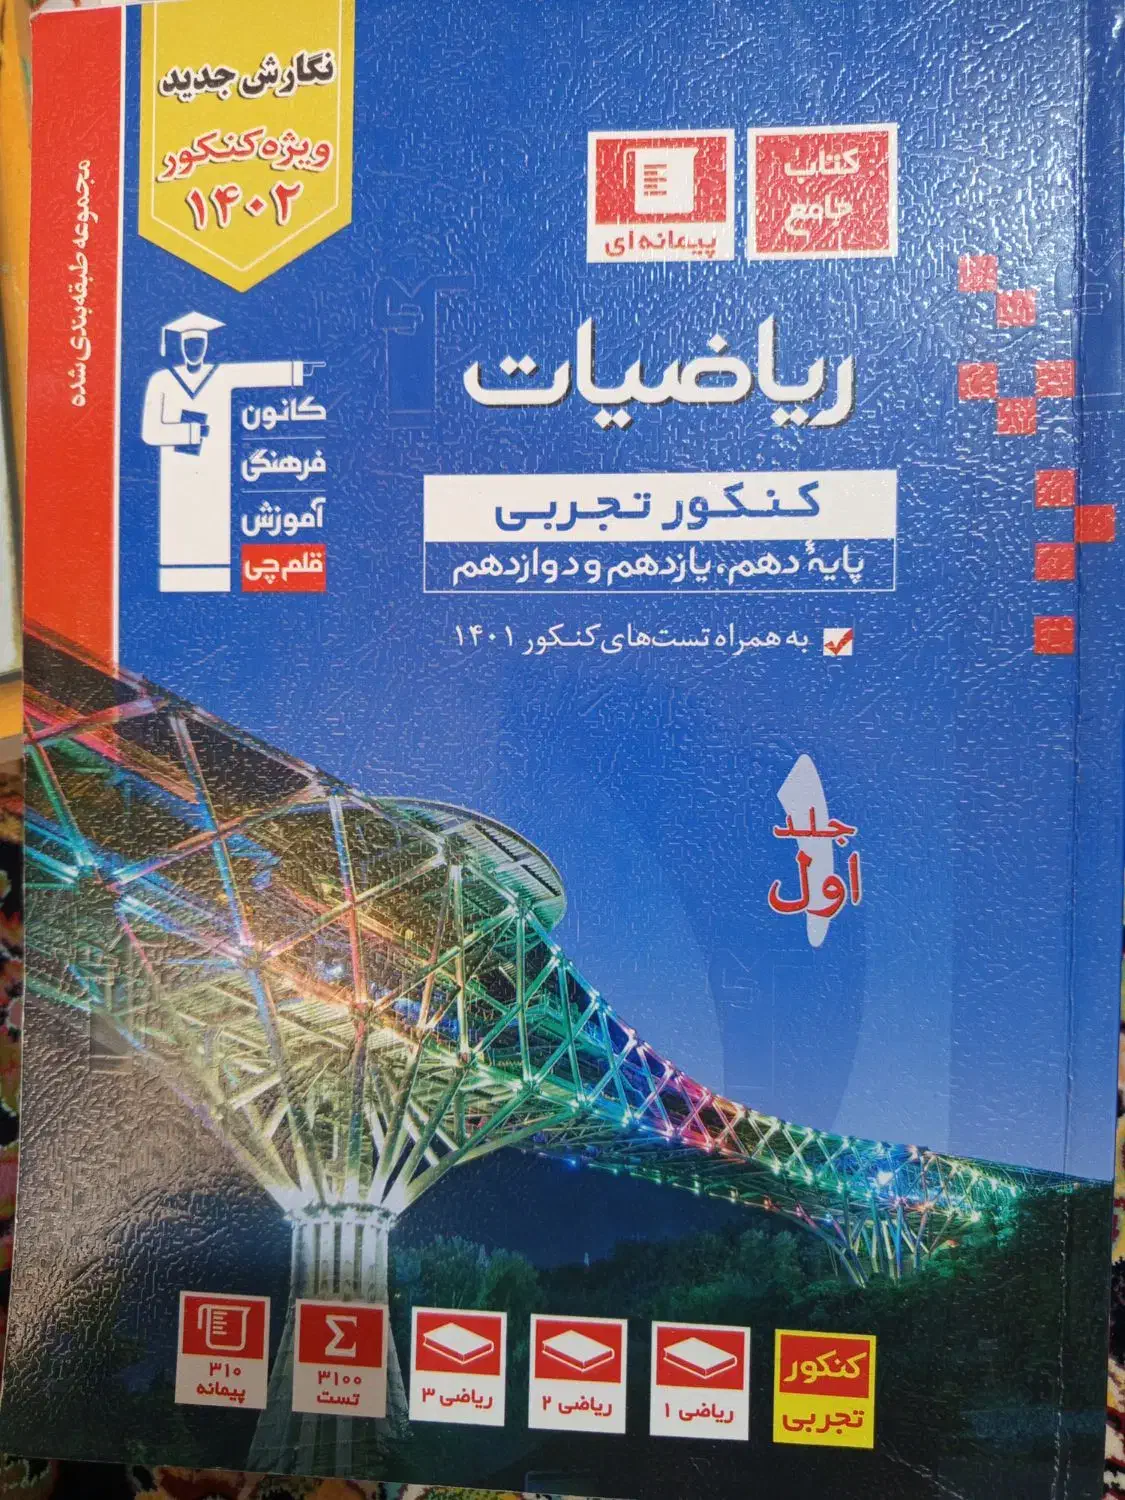 نگارش جدید
ویژه کنکور
۱۴۰۲
مجموعه طبقه‌بندی شده
کتاب
جامع
پیمانه‌ای
ریاضیات
کانون
فرهنگی
آموزش
قلم‌چی
کنکور تجربی
پایهٔ دهم، یازدهم و دوازدهم
به همراه تست‌های کنکور ۱۴۰۱
جلد
اول
کنکور
تجربی
ریاضی ۱
ریاضی ۲
ریاضی ۳
Σ
۳۱۰۰
تست
۳۱۰
پیمانه